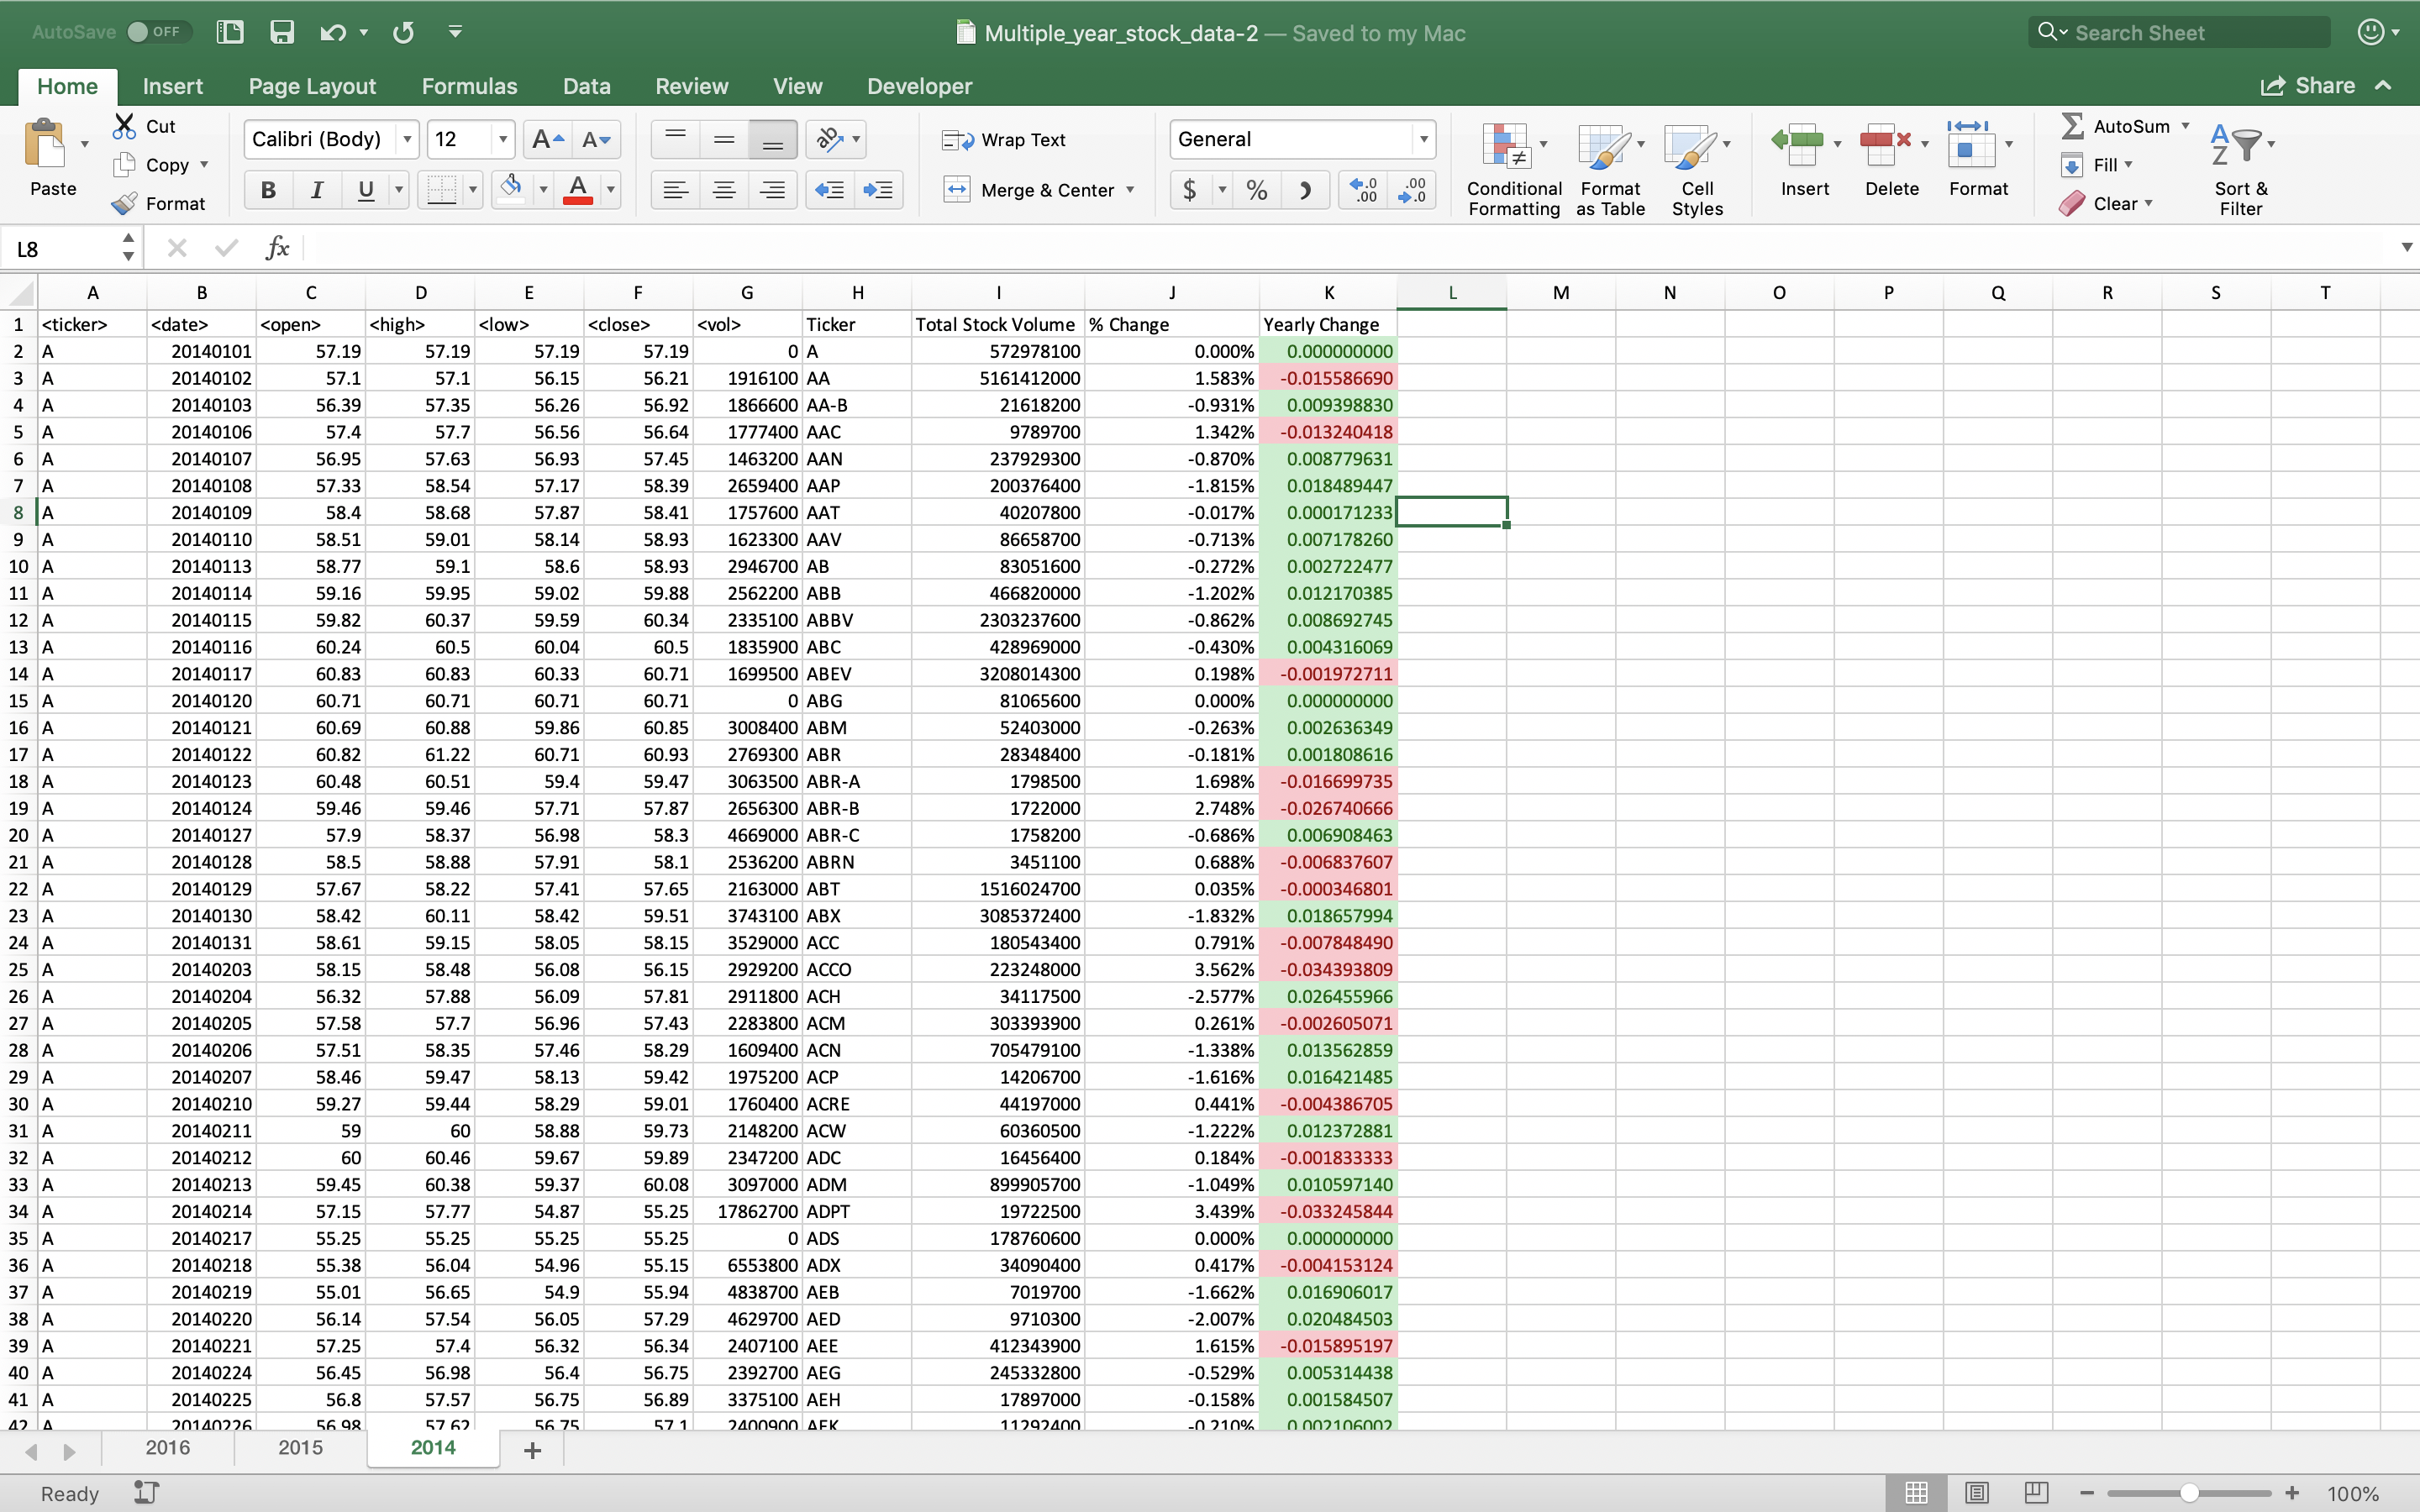 AutoSave OFF Multiple_year_stock_data-2 — Saved to my Mac Search Sheet
Home Insert Page Layout Formulas Data Review View Developer Share
Paste Cut Copy Format Calibri (Body) 12 A A B I U A Wrap Text Merge & Center General $ % Conditional Formatting Format as Table Cell Styles Insert Delete Format AutoSum Fill Clear Sort & Filter
L8 fx
A B C D E F G H I J K L M N O P Q R S T
1 <ticker> <date> <open> <high> <low> <close> <vol> Ticker Total Stock Volume % Change Yearly Change
2 A 20140101 57.19 57.19 57.19 57.19 0 A 572978100 0.000% 0.000000000
3 A 20140102 57.1 57.1 56.15 56.21 1916100 AA 5161412000 1.583% -0.015586690
4 A 20140103 56.39 57.35 56.26 56.92 1866600 AA-B 21618200 -0.931% 0.009398830
5 A 20140106 57.4 57.7 56.56 56.64 1777400 AAC 9789700 1.342% -0.013240418
6 A 20140107 56.95 57.63 56.93 57.45 1463200 AAN 237929300 -0.870% 0.008779631
7 A 20140108 57.33 58.54 57.17 58.39 2659400 AAP 200376400 -1.815% 0.018489447
8 A 20140109 58.4 58.68 57.87 58.41 1757600 AAT 40207800 -0.017% 0.000171233
9 A 20140110 58.51 59.01 58.14 58.93 1623300 AAV 86658700 -0.713% 0.007178260
10 A 20140113 58.77 59.1 58.6 58.93 2946700 AB 83051600 -0.272% 0.002722477
11 A 20140114 59.16 59.95 59.02 59.88 2562200 ABB 466820000 -1.202% 0.012170385
12 A 20140115 59.82 60.37 59.59 60.34 2335100 ABBV 2303237600 -0.862% 0.008692745
13 A 20140116 60.24 60.5 60.04 60.5 1835900 ABC 428969000 -0.430% 0.004316069
14 A 20140117 60.83 60.83 60.33 60.71 1699500 ABEV 3208014300 0.198% -0.001972711
15 A 20140120 60.71 60.71 60.71 60.71 0 ABG 81065600 0.000% 0.000000000
16 A 20140121 60.69 60.88 59.86 60.85 3008400 ABM 52403000 -0.263% 0.002636349
17 A 20140122 60.82 61.22 60.71 60.93 2769300 ABR 28348400 -0.181% 0.001808616
18 A 20140123 60.48 60.51 59.4 59.47 3063500 ABR-A 1798500 1.698% -0.016699735
19 A 20140124 59.46 59.46 57.71 57.87 2656300 ABR-B 1722000 2.748% -0.026740666
20 A 20140127 57.9 58.37 56.98 58.3 4669000 ABR-C 1758200 -0.686% 0.006908463
21 A 20140128 58.5 58.88 57.91 58.1 2536200 ABRN 3451100 0.688% -0.006837607
22 A 20140129 57.67 58.22 57.41 57.65 2163000 ABT 1516024700 0.035% -0.000346801
23 A 20140130 58.42 60.11 58.42 59.51 3743100 ABX 3085372400 -1.832% 0.018657994
24 A 20140131 58.61 59.15 58.05 58.15 3529000 ACC 180543400 0.791% -0.007848490
25 A 20140203 58.15 58.48 56.08 56.15 2929200 ACCO 223248000 3.562% -0.034393809
26 A 20140204 56.32 57.88 56.09 57.81 2911800 ACH 34117500 -2.577% 0.026455966
27 A 20140205 57.58 57.7 56.96 57.43 2283800 ACM 303393900 0.261% -0.002605071
28 A 20140206 57.51 58.35 57.46 58.29 1609400 ACN 705479100 -1.338% 0.013562859
29 A 20140207 58.46 59.47 58.13 59.42 1975200 ACP 14206700 -1.616% 0.016421485
30 A 20140210 59.27 59.44 58.29 59.01 1760400 ACRE 44197000 0.441% -0.004386705
31 A 20140211 59 60 58.88 59.73 2148200 ACW 60360500 -1.222% 0.012372881
32 A 20140212 60 60.46 59.67 59.89 2347200 ADC 16456400 0.184% -0.001833333
33 A 20140213 59.45 60.38 59.37 60.08 3097000 ADM 899905700 -1.049% 0.010597140
34 A 20140214 57.15 57.77 54.87 55.25 17862700 ADPT 19722500 3.439% -0.033245844
35 A 20140217 55.25 55.25 55.25 55.25 0 ADS 178760600 0.000% 0.000000000
36 A 20140218 55.38 56.04 54.96 55.15 6553800 ADX 34090400 0.417% -0.004153124
37 A 20140219 55.01 56.65 54.9 55.94 4838700 AEB 7019700 -1.662% 0.016906017
38 A 20140220 56.14 57.54 56.05 57.29 4629700 AED 9710300 -2.007% 0.020484503
39 A 20140221 57.25 57.4 56.32 56.34 2407100 AEE 412343900 1.615% -0.015895197
40 A 20140224 56.45 56.98 56.4 56.75 2392700 AEG 245332800 -0.529% 0.005314438
41 A 20140225 56.8 57.57 56.75 56.89 3375100 AEH 17897000 -0.158% 0.001584507
42 A 20140226 56.98 57.62 56.75 57.1 2400900 AEK 11292400 -0.210% 0.002106002
2016 2015 2014
Ready 100%